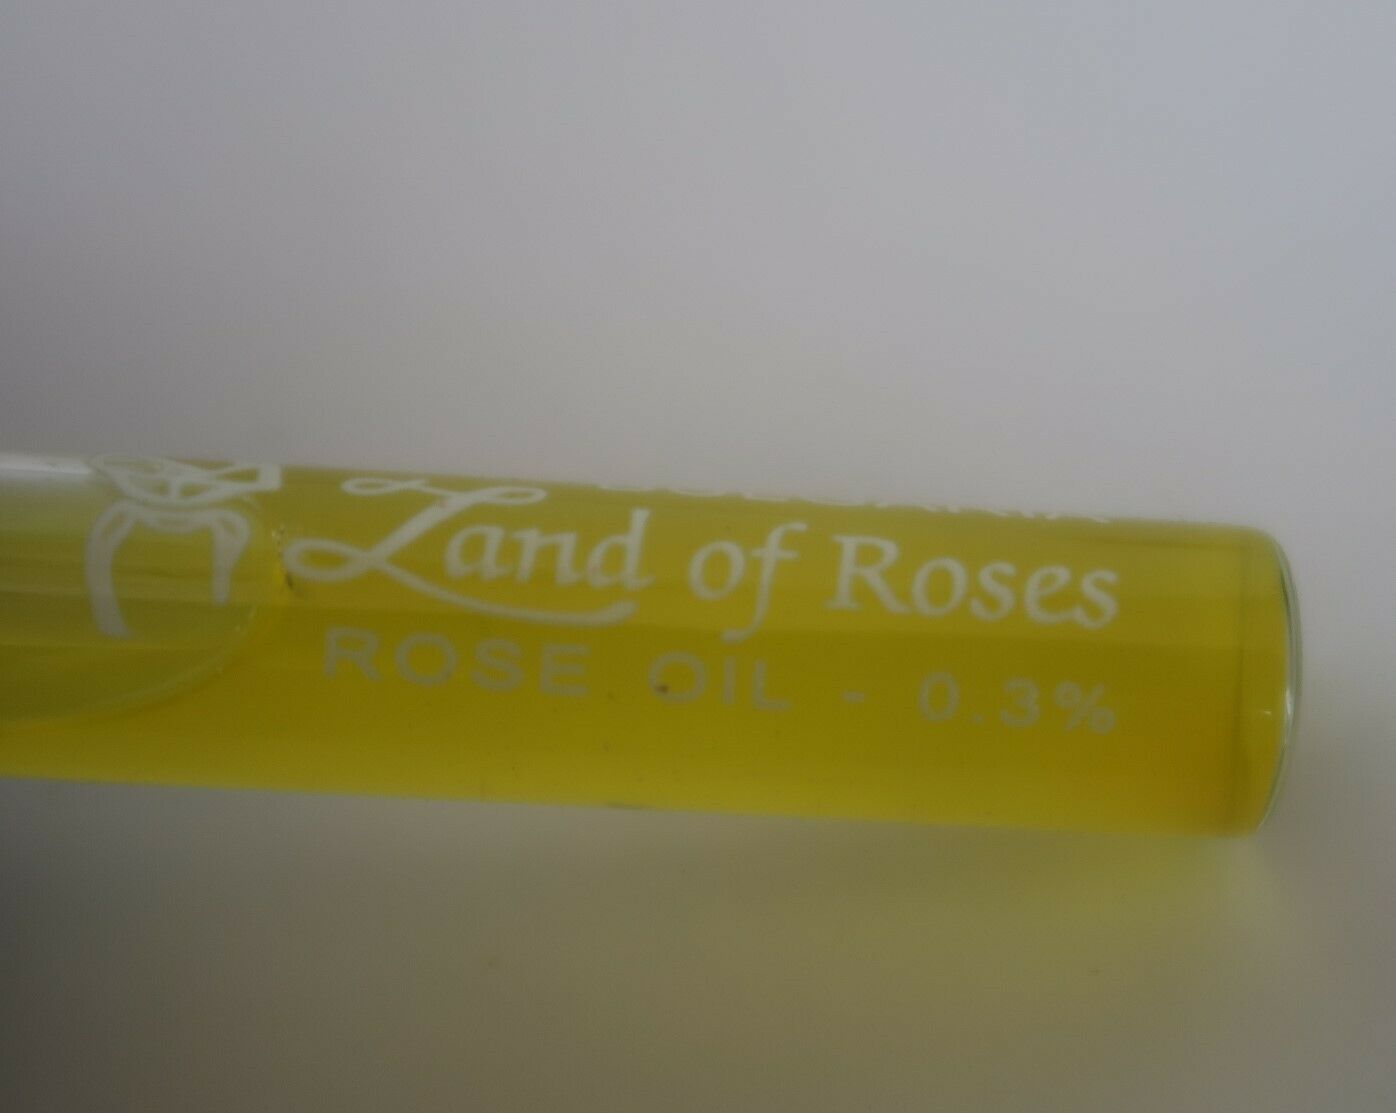 Land of Roses
ROSE OIL - 0.3%